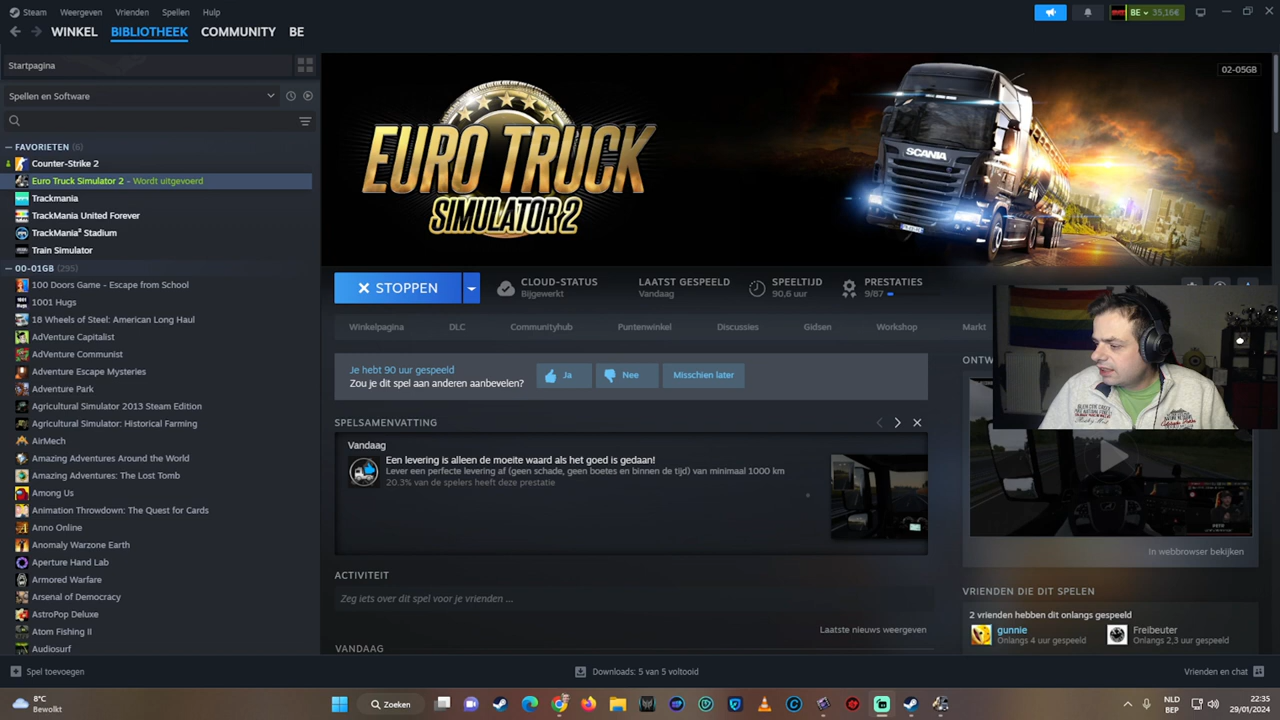 Steam Weergeven Vrienden Spellen Hulp
BE 35,16€
WINKEL BIBLIOTHEEK COMMUNITY BE
Startpagina
Spellen en Software
FAVORIETEN (6)
Counter-Strike 2
Euro Truck Simulator 2 - Wordt uitgevoerd
Trackmania
TrackMania United Forever
TrackMania² Stadium
Train Simulator
00-01GB (295)
100 Doors Game - Escape from School
1001 Hugs
18 Wheels of Steel: American Long Haul
AdVenture Capitalist
AdVenture Communist
Adventure Escape Mysteries
Adventure Park
Agricultural Simulator 2013 Steam Edition
Agricultural Simulator: Historical Farming
AirMech
Amazing Adventures Around the World
Amazing Adventures: The Lost Tomb
Among Us
Animation Throwdown: The Quest for Cards
Anno Online
Anomaly Warzone Earth
Aperture Hand Lab
Armored Warfare
Arsenal of Democracy
AstroPop Deluxe
Atom Fishing II
Audiosurf
02-05GB
EURO TRUCK
SIMULATOR 2
SCANIA
STOPPEN
CLOUD-STATUS
Bijgewerkt
LAATST GESPEELD
Vandaag
SPEELTIJD
90,6 uur
PRESTATIES
9/87
Winkelpagina DLC Communityhub Puntenwinkel Discussies Gidsen Workshop Markt
Je hebt 90 uur gespeeld
Zou je dit spel aan anderen aanbevelen?
Ja
Nee
Misschien later
SPELSAMENVATTING
Vandaag
Een levering is alleen de moeite waard als het goed is gedaan!
Lever een perfecte levering af (geen schade, geen boetes en binnen de tijd) van minimaal 1000 km
20.3% van de spelers heeft deze prestatie
ACTIVITEIT
Zeg iets over dit spel voor je vrienden ...
Laatste nieuws weergeven
VANDAAG
ONTW
In webbrowser bekijken
VRIENDEN DIE DIT SPELEN
2 vrienden hebben dit onlangs gespeeld
gunnie
Onlangs 4 uur gespeeld
Freibeuter
Onlangs 2,3 uur gespeeld
Spel toevoegen
Downloads: 5 van 5 voltooid
Vrienden en chat
8°C
Bewolkt
Zoeken
NLD
BEP
22:35
29/01/2024